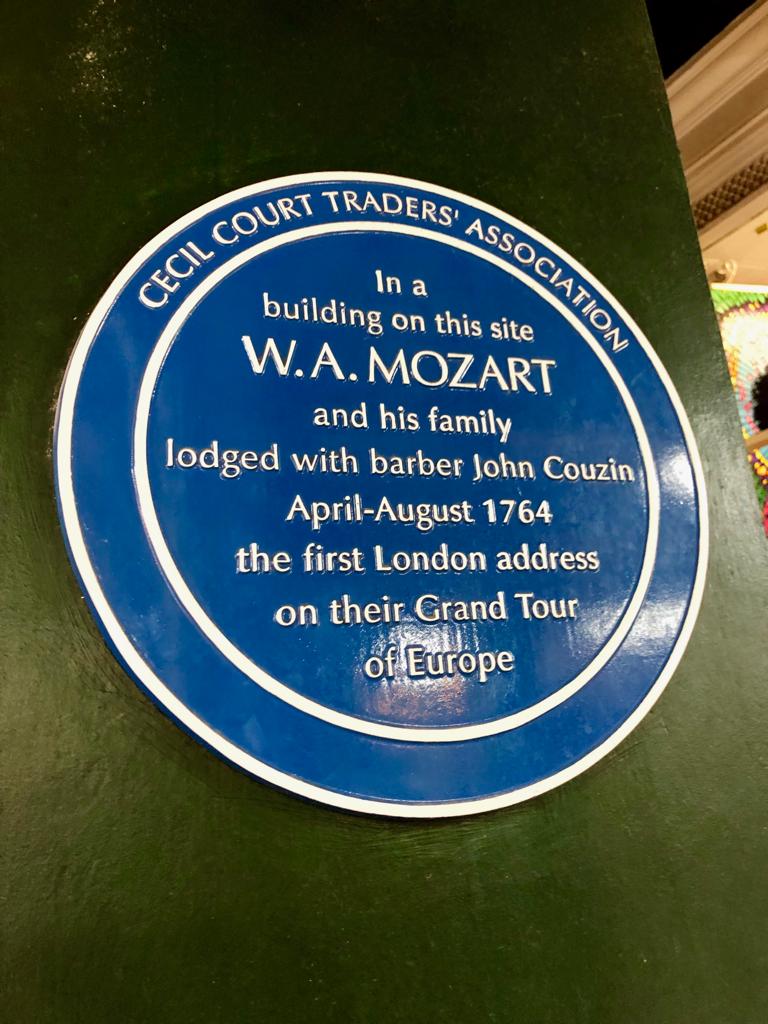 CECIL COURT TRADERS' ASSOCIATION
In a
building on this site
W. A. MOZART
and his family
lodged with barber John Couzin
April-August 1764
the first London address
on their Grand Tour
of Europe